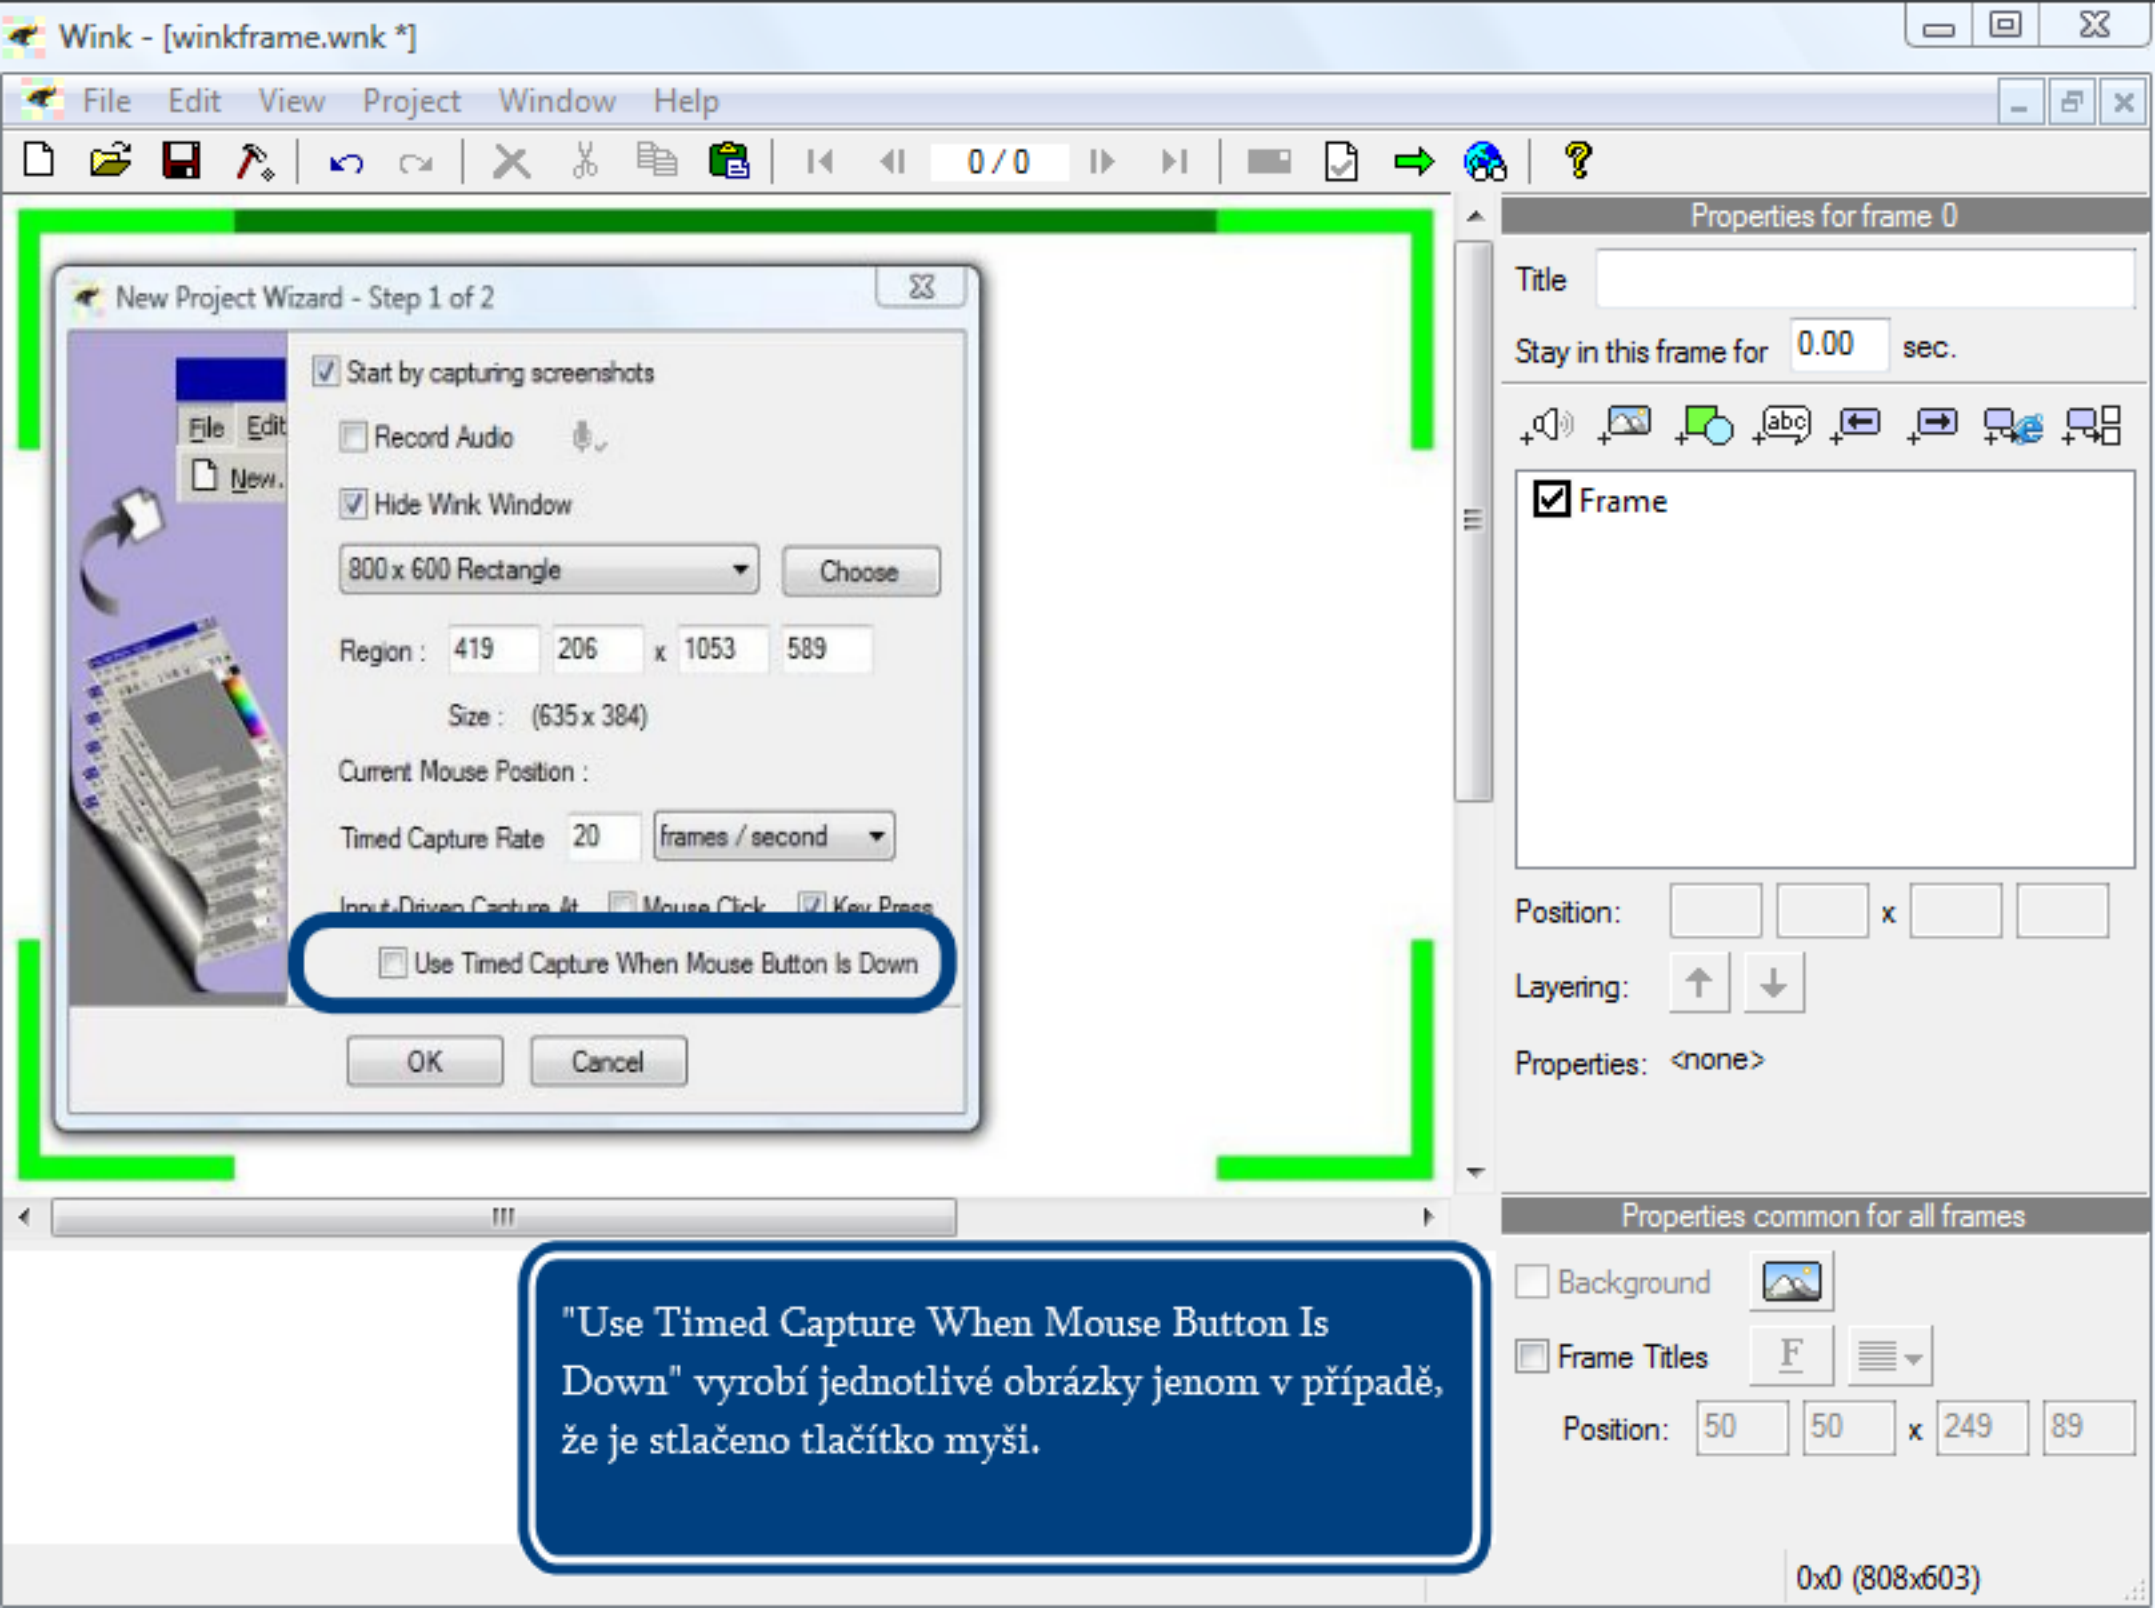 Wink - [winkframe.wnk *]
File Edit View Project Window Help
0 / 0
New Project Wizard - Step 1 of 2
File Edit
New.
Start by capturing screenshots
Record Audio
Hide Wink Window
800 x 600 Rectangle Choose
Region : 419 206 x 1053 589
Size : (635 x 384)
Current Mouse Position :
Timed Capture Rate 20 frames / second
Input-Driven Capture At Mouse Click Key Press
Use Timed Capture When Mouse Button Is Down
OK Cancel
"Use Timed Capture When Mouse Button Is
Down" vyrobí jednotlivé obrázky jenom v případě,
že je stlačeno tlačítko myši.
Properties for frame 0
Title
Stay in this frame for 0.00 sec.
abc
Frame
Position: x
Layering:
Properties: <none>
Properties common for all frames
Background
Frame Titles F
Position: 50 50 x 249 89
0x0 (808x603)